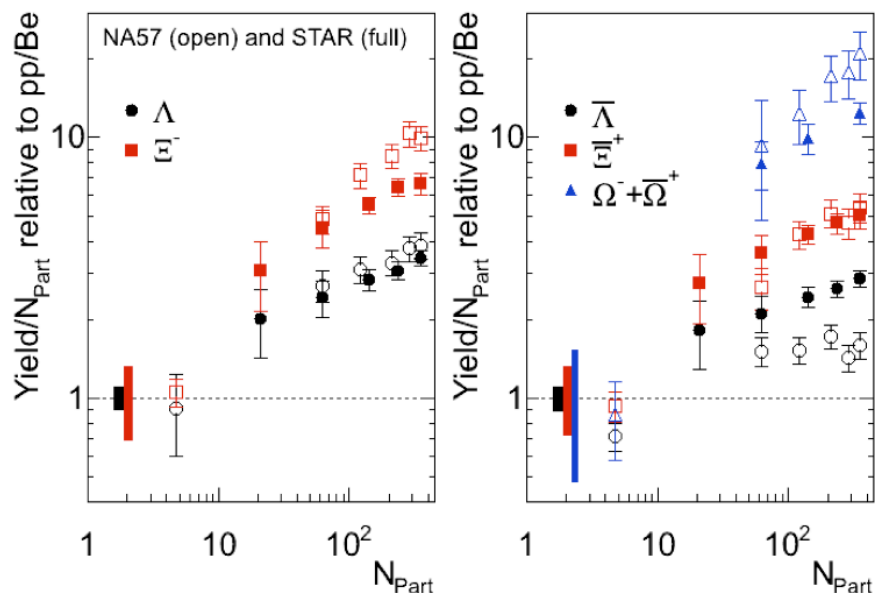 NA57 (open) and STAR (full)
Λ
Ξ⁻
Yield/N_Part relative to pp/Be
10
1
1
10
10²
N_Part
Λ̅
Ξ̅⁺
Ω⁻+Ω̅⁺
Yield/N_Part relative to pp/Be
10
1
1
10
10²
N_Part